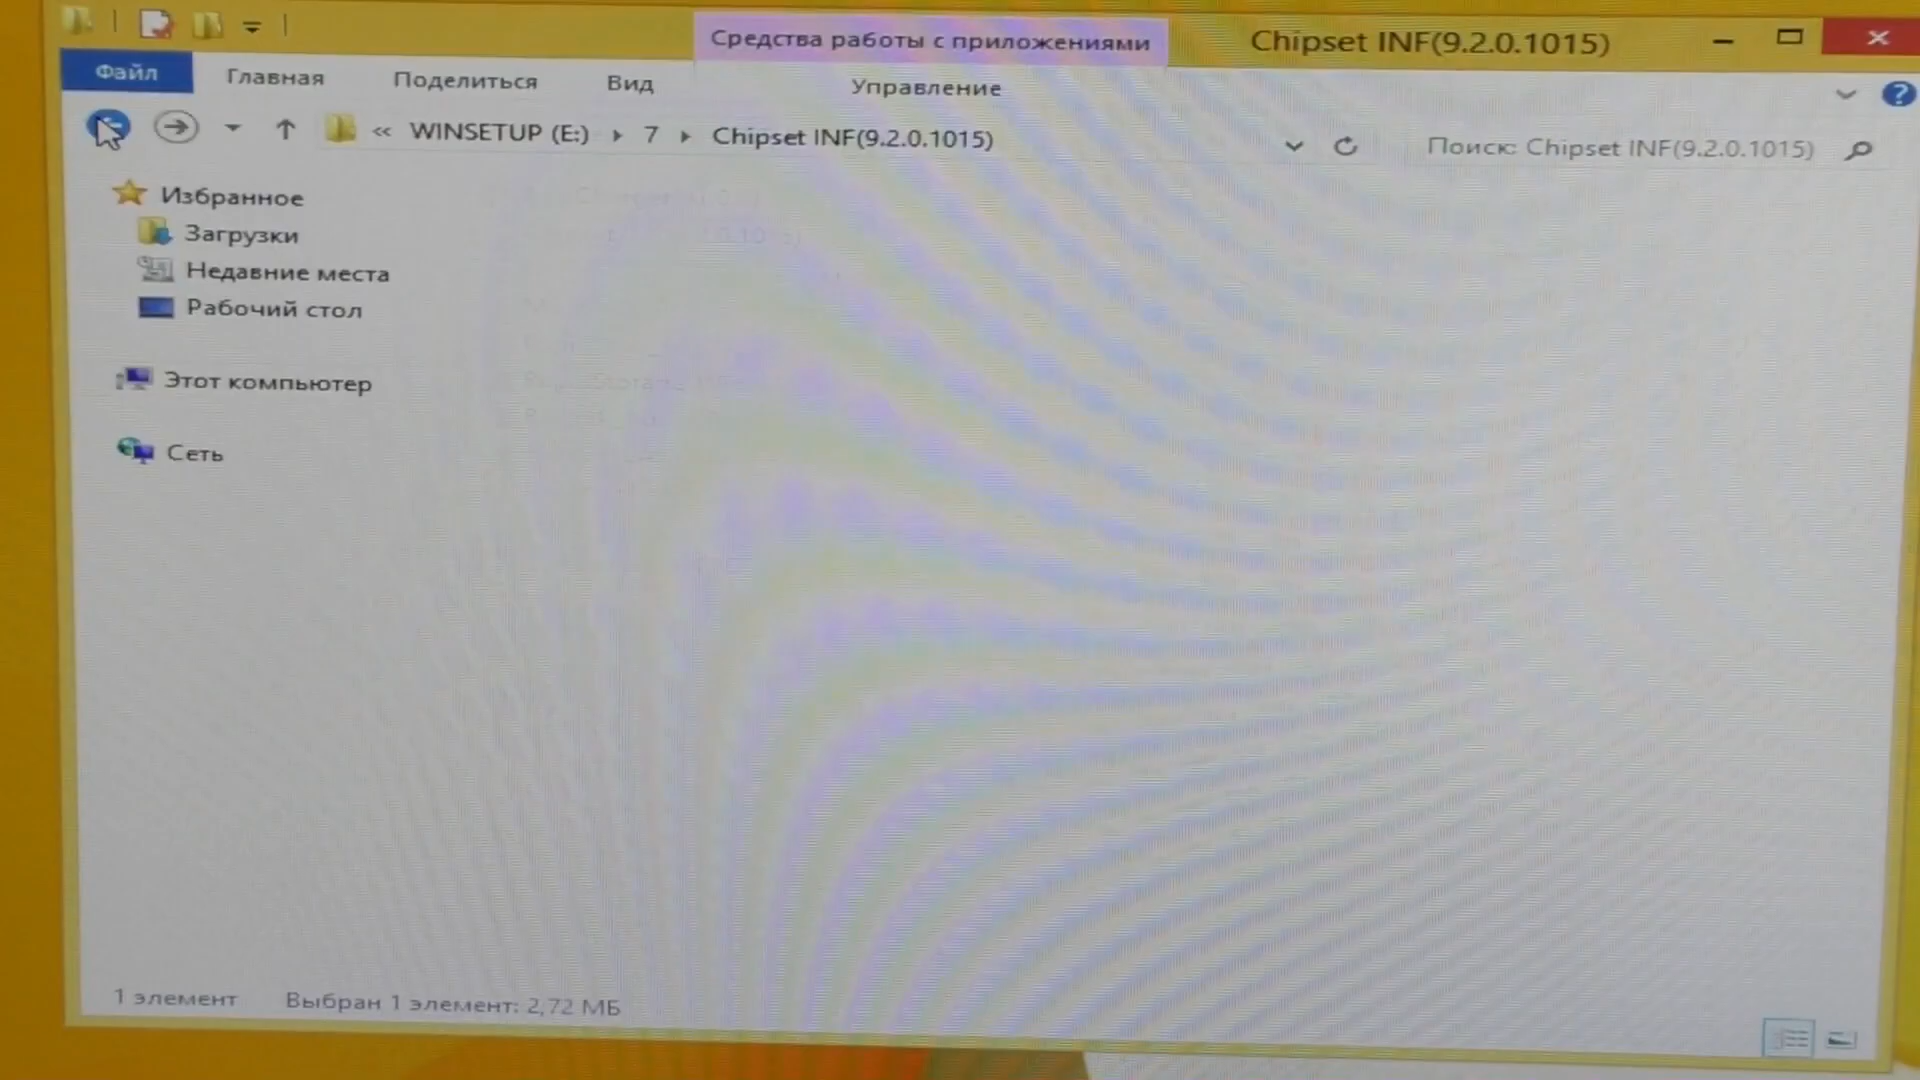 Средства работы с приложениями
Chipset INF(9.2.0.1015)
Файл
Главная
Поделиться
Вид
Управление
« WINSETUP (E:) ▸ 7 ▸ Chipset INF(9.2.0.1015)
Поиск: Chipset INF(9.2.0.1015)
Избранное
Загрузки
Недавние места
Рабочий стол
Этот компьютер
Сеть
1 элемент
Выбран 1 элемент: 2,72 МБ